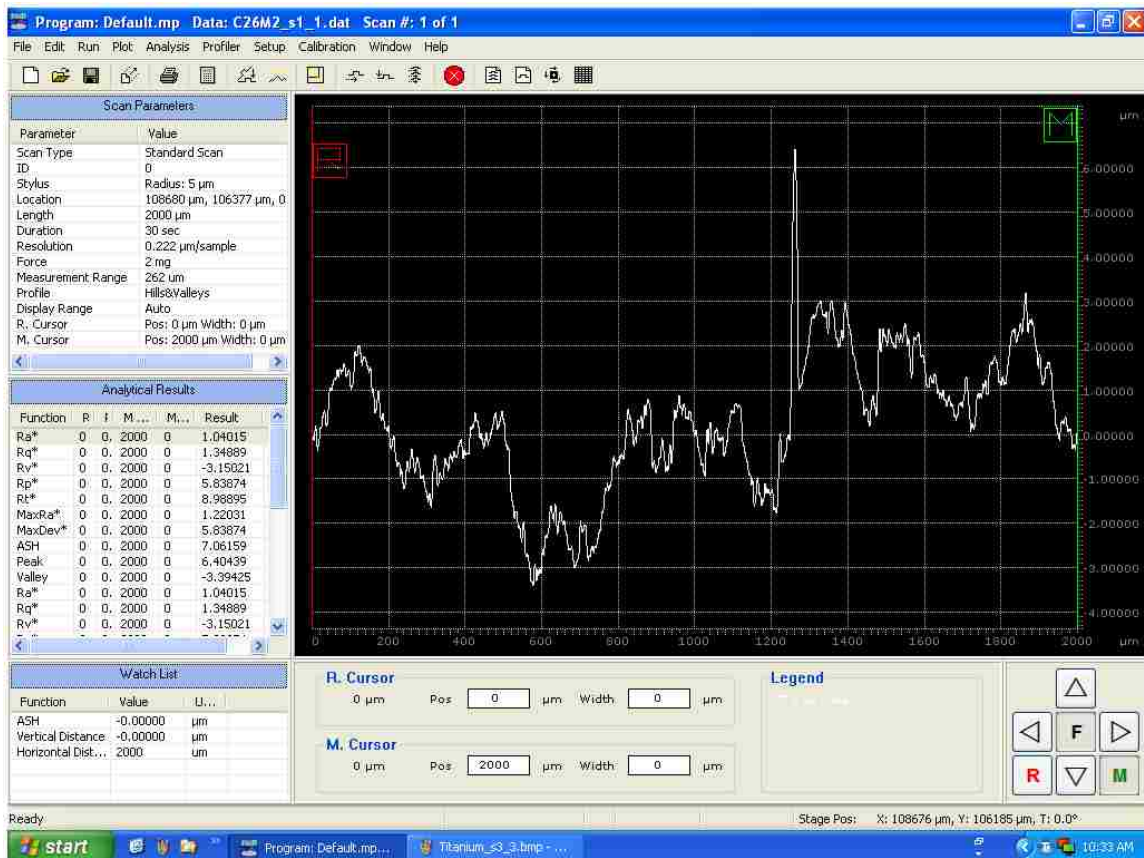 Program: Default.mp Data: C26M2_s1_1.dat Scan #: 1 of 1
File Edit Run Plot Analysis Profiler Setup Calibration Window Help
Scan Parameters
Parameter Value
Scan Type Standard Scan
ID 0
Stylus Radius: 5 µm
Location 108680 µm, 106377 µm, 0
Length 2000 µm
Duration 30 sec
Resolution 0.222 µm/sample
Force 2 mg
Measurement Range 262 um
Profile Hills&Valleys
Display Range Auto
R. Cursor Pos: 0 µm Width: 0 µm
M. Cursor Pos: 2000 µm Width: 0 µm
Analytical Results
Function R M ... M... Result
Ra* 0 0. 2000 0 1.04015
Rq* 0 0. 2000 0 1.34889
Rv* 0 0. 2000 0 -3.15021
Rp* 0 0. 2000 0 5.83874
Rt* 0 0. 2000 0 8.98895
MaxRa* 0 0. 2000 0 1.22031
MaxDev* 0 0. 2000 0 5.83874
ASH 0 0. 2000 0 7.06159
Peak 0 0. 2000 0 6.40439
Valley 0 0. 2000 0 -3.39425
Ra* 0 0. 2000 0 1.04015
Rq* 0 0. 2000 0 1.34889
Rv* 0 0. 2000 0 -3.15021
Watch List
Function Value U...
ASH -0.00000 µm
Vertical Distance -0.00000 µm
Horizontal Dist... 2000 um
M
µm
6.00000
5.00000
4.00000
3.00000
2.00000
1.00000
0.00000
-1.00000
-2.00000
-3.00000
-4.00000
0 200 400 600 800 1000 1200 1400 1600 1800 2000 µm
R. Cursor
0 µm Pos 0 µm Width 0 µm
M. Cursor
0 µm Pos 2000 µm Width 0 µm
Legend
F
R M
Ready
Stage Pos: X: 108676 µm, Y: 106185 µm, T: 0.0°
start
Program: Default.mp...
Titanium_s3_3.bmp - ...
10:33 AM